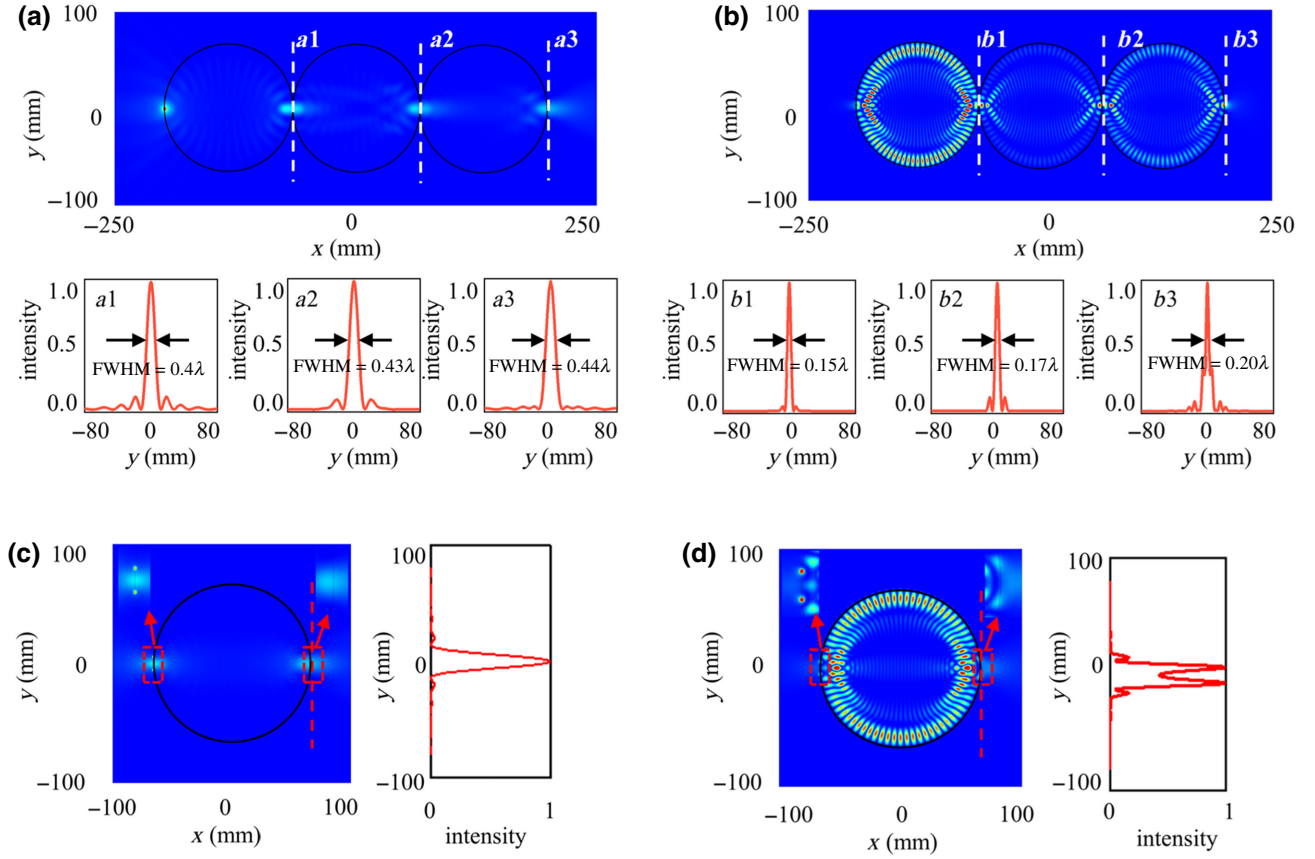 (a)
100
0
−100
y (mm)
a1
a2
a3
−250
0
250
x (mm)
(b)
100
0
−100
y (mm)
b1
b2
b3
−250
0
250
x (mm)
intensity
1.0
0.5
0.0
a1
FWHM = 0.4λ
−80
0
80
y (mm)
intensity
1.0
0.5
0.0
a2
FWHM = 0.43λ
−80
0
80
y (mm)
intensity
1.0
0.5
0.0
a3
FWHM = 0.44λ
−80
0
80
y (mm)
intensity
1.0
0.5
0.0
b1
FWHM = 0.15λ
−80
0
80
y (mm)
intensity
1.0
0.5
0.0
b2
FWHM = 0.17λ
−80
0
80
y (mm)
intensity
1.0
0.5
0.0
b3
FWHM = 0.20λ
−80
0
80
y (mm)
(c)
100
0
−100
y (mm)
−100
0
100
x (mm)
100
0
−100
y (mm)
0
1
intensity
(d)
100
0
−100
y (mm)
−100
0
100
x (mm)
100
0
−100
y (mm)
0
1
intensity